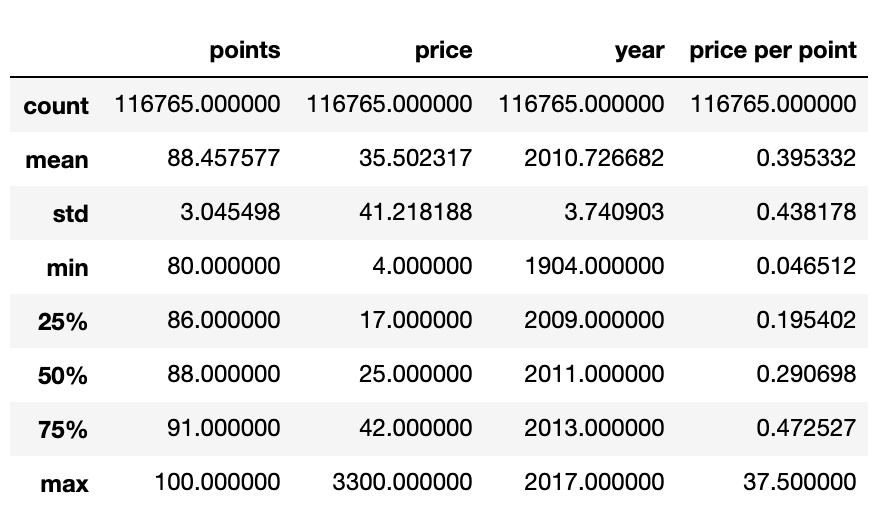 points price year price per point
count 116765.000000 116765.000000 116765.000000 116765.000000
mean 88.457577 35.502317 2010.726682 0.395332
std 3.045498 41.218188 3.740903 0.438178
min 80.000000 4.000000 1904.000000 0.046512
25% 86.000000 17.000000 2009.000000 0.195402
50% 88.000000 25.000000 2011.000000 0.290698
75% 91.000000 42.000000 2013.000000 0.472527
max 100.000000 3300.000000 2017.000000 37.500000